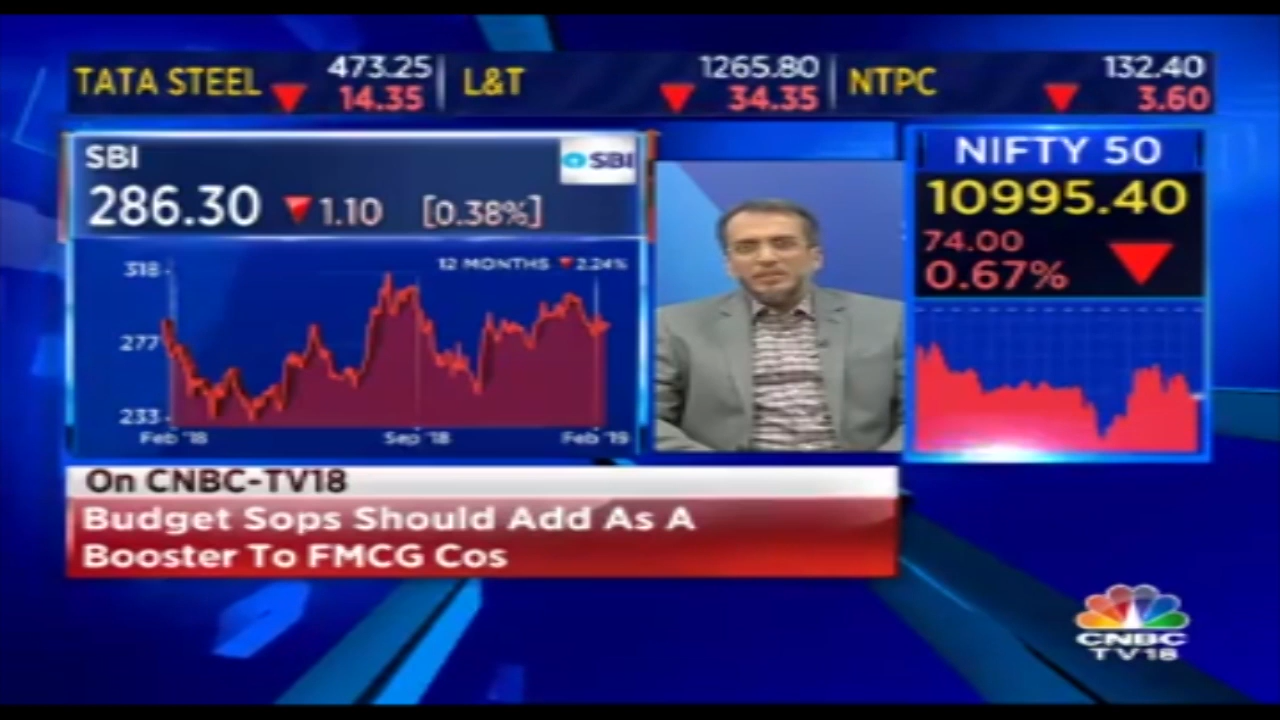 TATA STEEL 473.25 L&T 1265.80 NTPC 132.40
14.35 34.35 3.60
SBI SBI
286.30 1.10 [0.38%]
12 MONTHS 2.24%
318
277
233
Feb '18 Sep '18 Feb '19
NIFTY 50
10995.40
74.00
0.67%
On CNBC-TV18
Budget Sops Should Add As A
Booster To FMCG Cos
CNBC
TV18